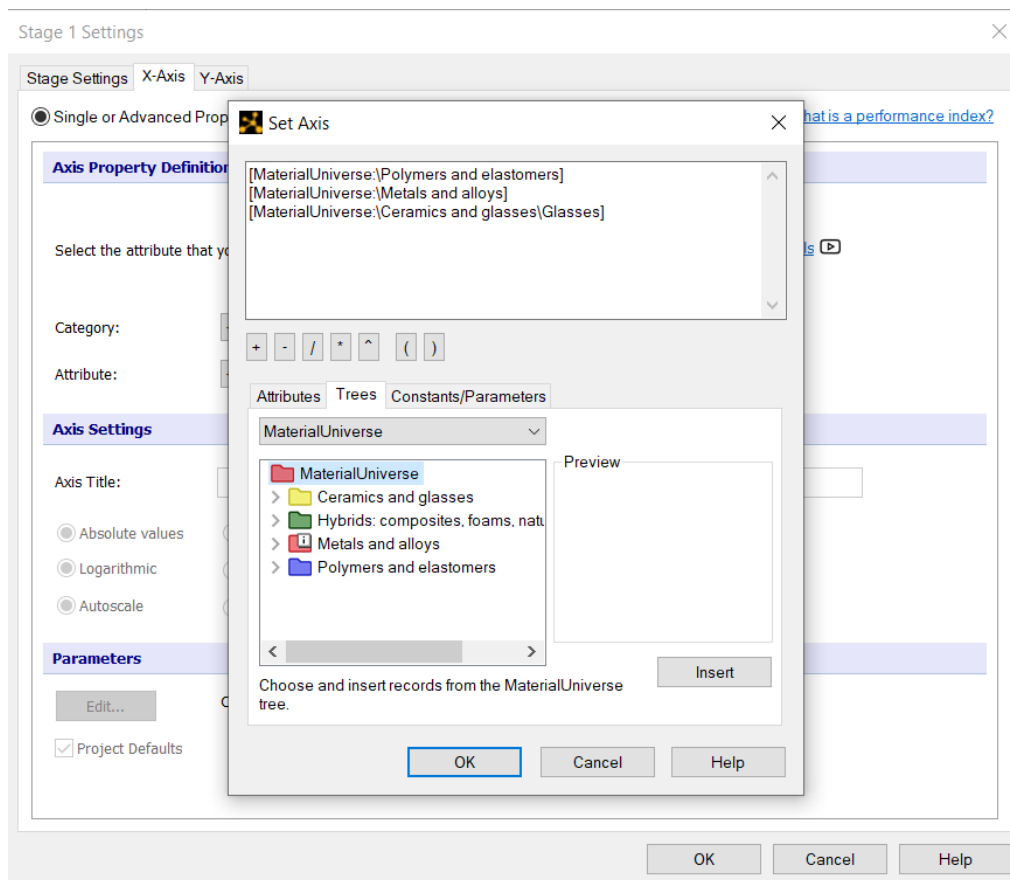 Stage 1 Settings
Stage Settings X-Axis Y-Axis
Single or Advanced Prop
hat is a performance index?
Set Axis
Axis Property Definition
[MaterialUniverse:\Polymers and elastomers]
[MaterialUniverse:\Metals and alloys]
[MaterialUniverse:\Ceramics and glasses\Glasses]
Select the attribute that yo
ls
Category:
+ - / * ^ ( )
Attribute:
Attributes Trees Constants/Parameters
Axis Settings
MaterialUniverse
Axis Title:
MaterialUniverse
Ceramics and glasses
Hybrids: composites, foams, natu
Metals and alloys
Polymers and elastomers
Preview
Absolute values
Logarithmic
Autoscale
Parameters
Insert
Choose and insert records from the MaterialUniverse
tree.
Edit...
Project Defaults
OK Cancel Help
OK Cancel Help